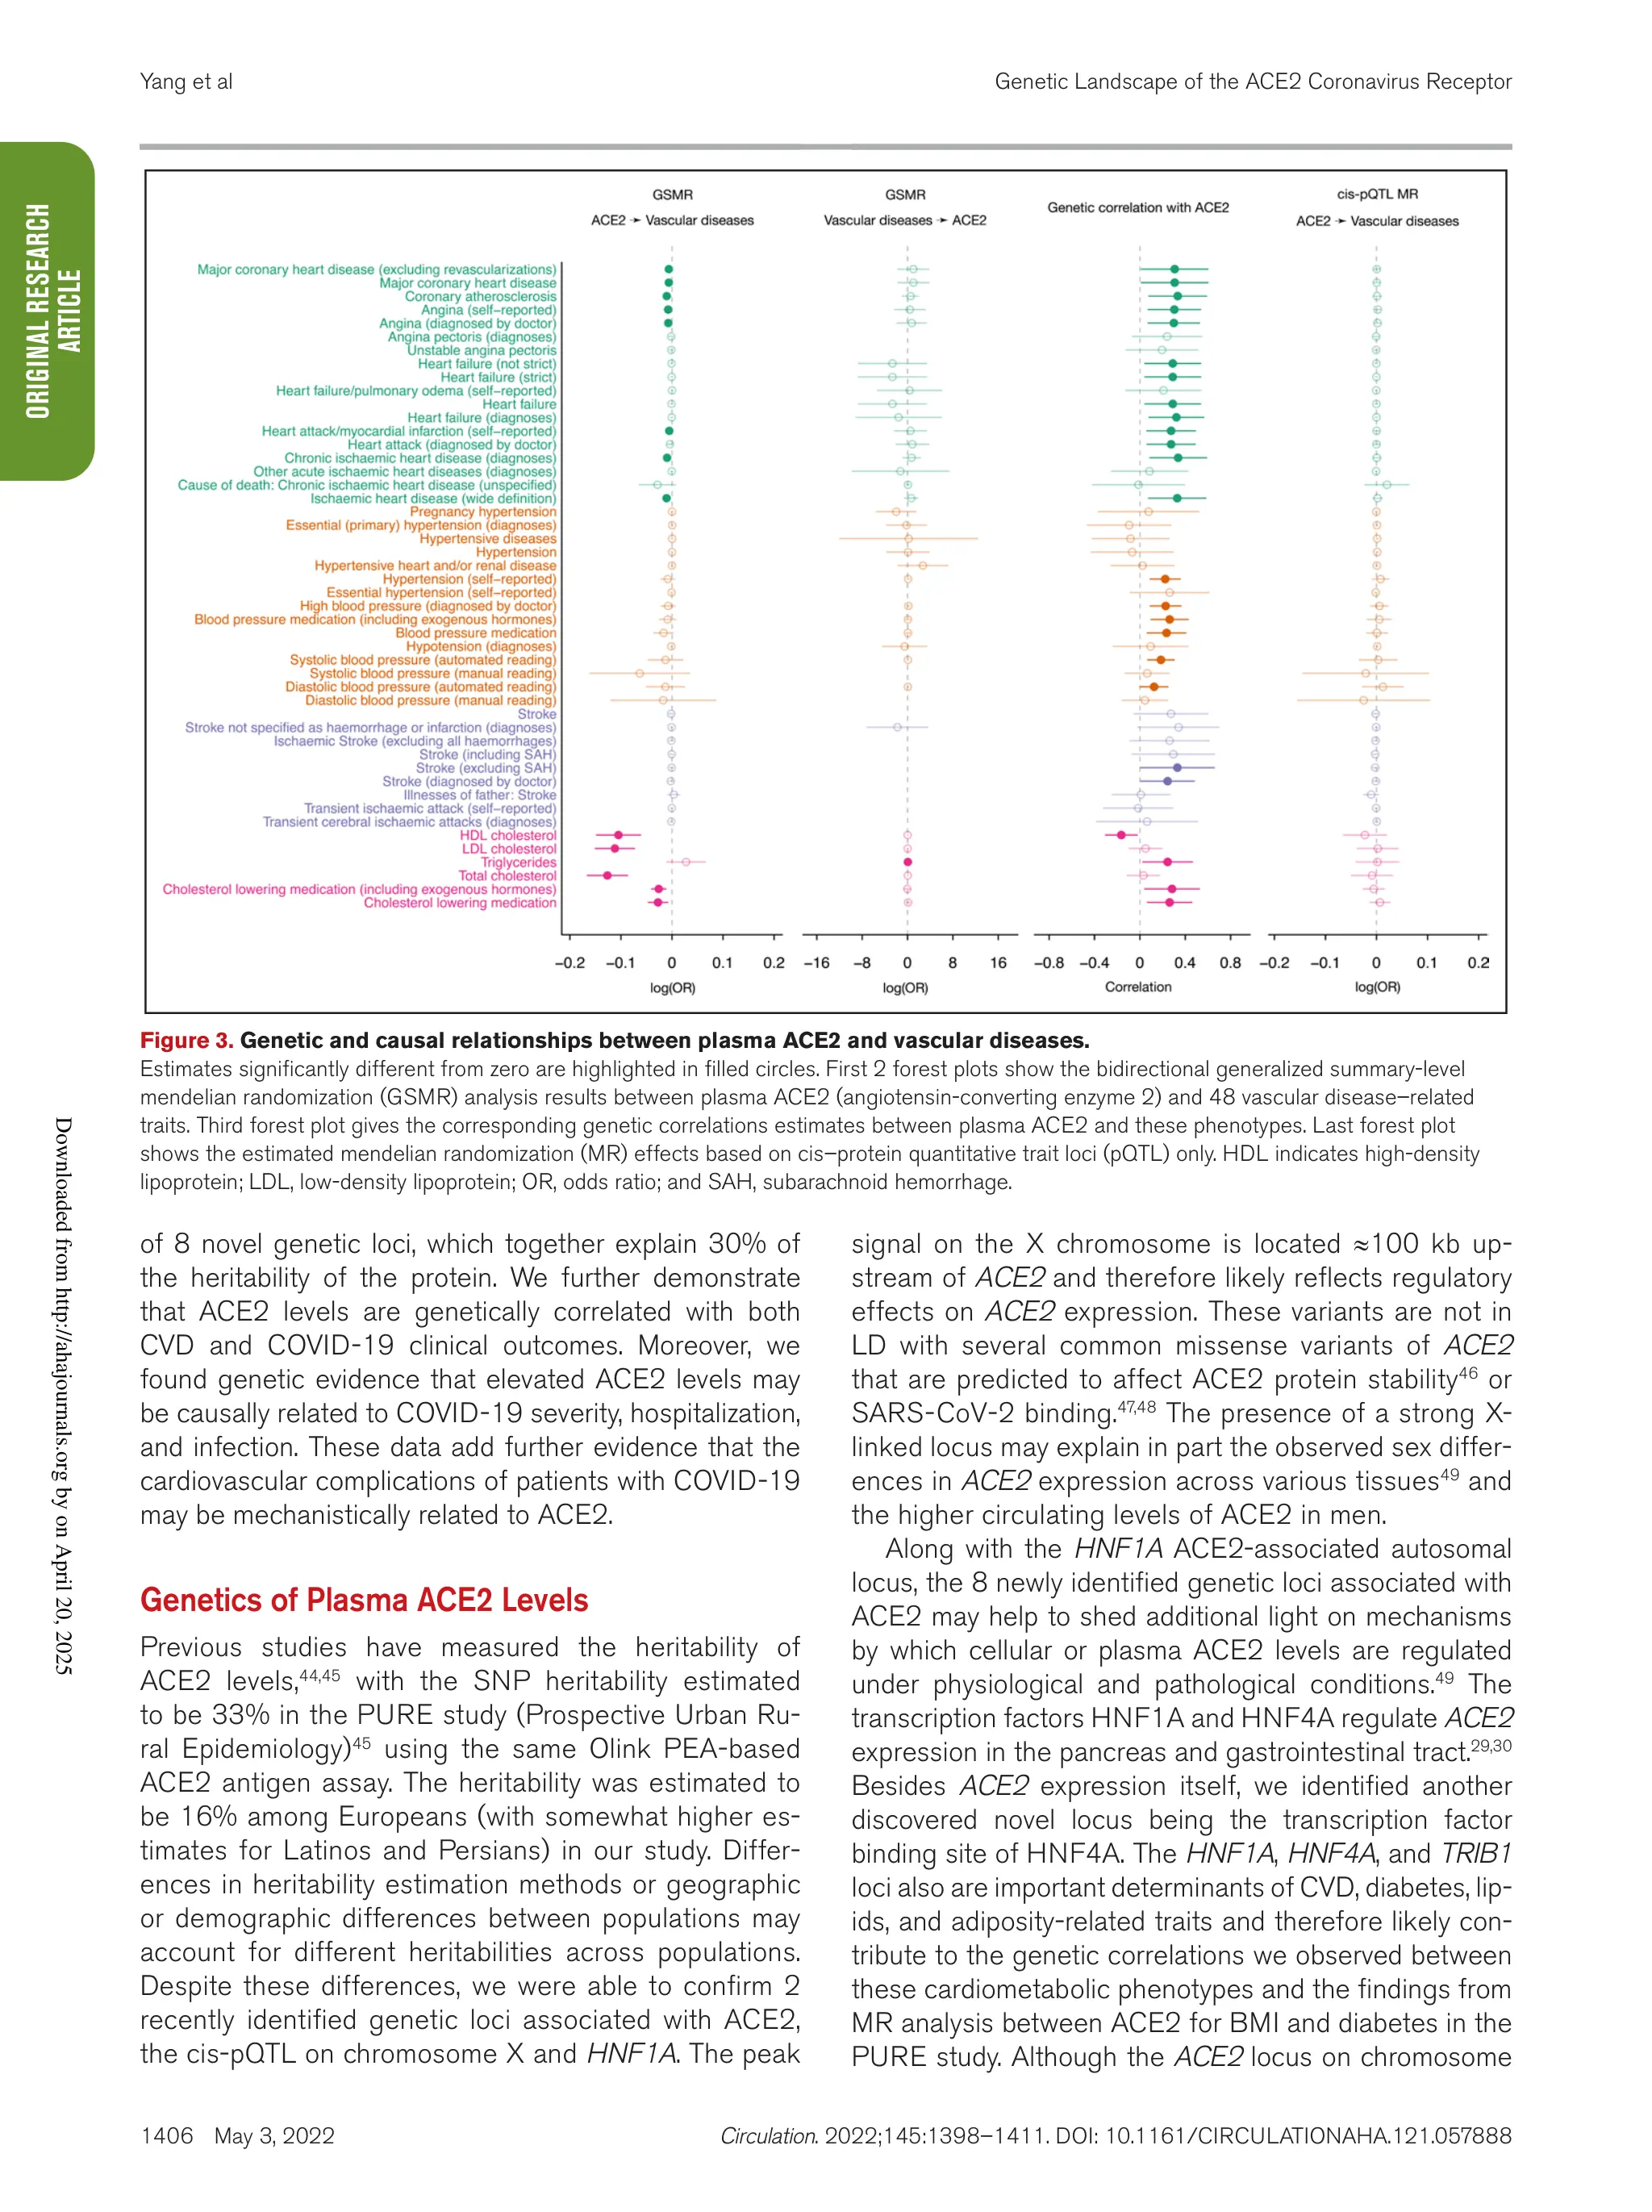 Yang et al
Genetic Landscape of the ACE2 Coronavirus Receptor
ORIGINAL RESEARCH
ARTICLE
GSMR
ACE2 ➛ Vascular diseases
GSMR
Vascular diseases ➛ ACE2
Genetic correlation with ACE2
cis-pQTL MR
ACE2 ➛ Vascular diseases
Major coronary heart disease (excluding revascularizations)
Major coronary heart disease
Coronary atherosclerosis
Angina (self–reported)
Angina (diagnosed by doctor)
Angina pectoris (diagnoses)
Unstable angina pectoris
Heart failure (not strict)
Heart failure (strict)
Heart failure/pulmonary odema (self–reported)
Heart failure
Heart failure (diagnoses)
Heart attack/myocardial infarction (self–reported)
Heart attack (diagnosed by doctor)
Chronic ischaemic heart disease (diagnoses)
Other acute ischaemic heart diseases (diagnoses)
Cause of death: Chronic ischaemic heart disease (unspecified)
Ischaemic heart disease (wide definition)
Pregnancy hypertension
Essential (primary) hypertension (diagnoses)
Hypertensive diseases
Hypertension
Hypertensive heart and/or renal disease
Hypertension (self–reported)
Essential hypertension (self–reported)
High blood pressure (diagnosed by doctor)
Blood pressure medication (including exogenous hormones)
Blood pressure medication
Hypotension (diagnoses)
Systolic blood pressure (automated reading)
Systolic blood pressure (manual reading)
Diastolic blood pressure (automated reading)
Diastolic blood pressure (manual reading)
Stroke
Stroke not specified as haemorrhage or infarction (diagnoses)
Ischaemic Stroke (excluding all haemorrhages)
Stroke (including SAH)
Stroke (excluding SAH)
Stroke (diagnosed by doctor)
Illnesses of father: Stroke
Transient ischaemic attack (self–reported)
Transient cerebral ischaemic attacks (diagnoses)
HDL cholesterol
LDL cholesterol
Triglycerides
Total cholesterol
Cholesterol lowering medication (including exogenous hormones)
Cholesterol lowering medication
−0.2 −0.1 0 0.1 0.2
−16 −8 0 8 16
−0.8 −0.4 0 0.4 0.8
−0.2 −0.1 0 0.1 0.2
log(OR)
log(OR)
Correlation
log(OR)
Figure 3. Genetic and causal relationships between plasma ACE2 and vascular diseases.
Estimates significantly different from zero are highlighted in filled circles. First 2 forest plots show the bidirectional generalized summary-level
mendelian randomization (GSMR) analysis results between plasma ACE2 (angiotensin-converting enzyme 2) and 48 vascular disease–related
traits. Third forest plot gives the corresponding genetic correlations estimates between plasma ACE2 and these phenotypes. Last forest plot
shows the estimated mendelian randomization (MR) effects based on cis–protein quantitative trait loci (pQTL) only. HDL indicates high-density
lipoprotein; LDL, low-density lipoprotein; OR, odds ratio; and SAH, subarachnoid hemorrhage.
of 8 novel genetic loci, which together explain 30% of
the heritability of the protein. We further demonstrate
that ACE2 levels are genetically correlated with both
CVD and COVID-19 clinical outcomes. Moreover, we
found genetic evidence that elevated ACE2 levels may
be causally related to COVID-19 severity, hospitalization,
and infection. These data add further evidence that the
cardiovascular complications of patients with COVID-19
may be mechanistically related to ACE2.
Genetics of Plasma ACE2 Levels
Previous studies have measured the heritability of
ACE2 levels,44,45 with the SNP heritability estimated
to be 33% in the PURE study (Prospective Urban Ru-
ral Epidemiology)45 using the same Olink PEA-based
ACE2 antigen assay. The heritability was estimated to
be 16% among Europeans (with somewhat higher es-
timates for Latinos and Persians) in our study. Differ-
ences in heritability estimation methods or geographic
or demographic differences between populations may
account for different heritabilities across populations.
Despite these differences, we were able to confirm 2
recently identified genetic loci associated with ACE2,
the cis-pQTL on chromosome X and HNF1A. The peak
signal on the X chromosome is located ≈100 kb up-
stream of ACE2 and therefore likely reflects regulatory
effects on ACE2 expression. These variants are not in
LD with several common missense variants of ACE2
that are predicted to affect ACE2 protein stability46 or
SARS-CoV-2 binding.47,48 The presence of a strong X-
linked locus may explain in part the observed sex differ-
ences in ACE2 expression across various tissues49 and
the higher circulating levels of ACE2 in men.
Along with the HNF1A ACE2-associated autosomal
locus, the 8 newly identified genetic loci associated with
ACE2 may help to shed additional light on mechanisms
by which cellular or plasma ACE2 levels are regulated
under physiological and pathological conditions.49 The
transcription factors HNF1A and HNF4A regulate ACE2
expression in the pancreas and gastrointestinal tract.29,30
Besides ACE2 expression itself, we identified another
discovered novel locus being the transcription factor
binding site of HNF4A. The HNF1A, HNF4A, and TRIB1
loci also are important determinants of CVD, diabetes, lip-
ids, and adiposity-related traits and therefore likely con-
tribute to the genetic correlations we observed between
these cardiometabolic phenotypes and the findings from
MR analysis between ACE2 for BMI and diabetes in the
PURE study. Although the ACE2 locus on chromosome
Downloaded from http://ahajournals.org by on April 20, 2025
1406 May 3, 2022
Circulation. 2022;145:1398–1411. DOI: 10.1161/CIRCULATIONAHA.121.057888